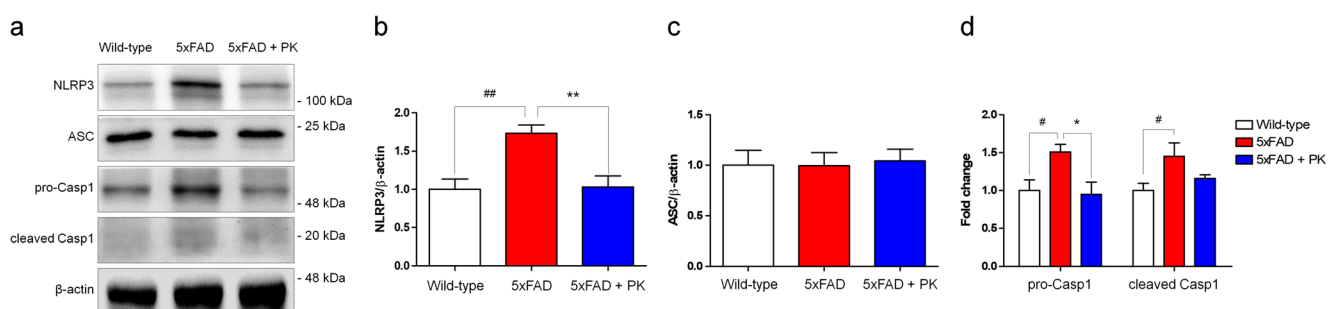 a
Wild-type 5xFAD 5xFAD + PK
NLRP3
- 100 kDa
- 25 kDa
ASC
pro-Casp1
- 48 kDa
cleaved Casp1
- 20 kDa
- 48 kDa
β-actin
b
NLRP3/β-actin
2.0
1.5
1.0
0.5
0.0
##
**
Wild-type 5xFAD 5xFAD + PK
c
ASC/β-actin
1.5
1.0
0.5
0.0
Wild-type 5xFAD 5xFAD + PK
d
Fold change
2.0
1.5
1.0
0.5
0.0
#
*
#
pro-Casp1 cleaved Casp1
Wild-type
5xFAD
5xFAD + PK